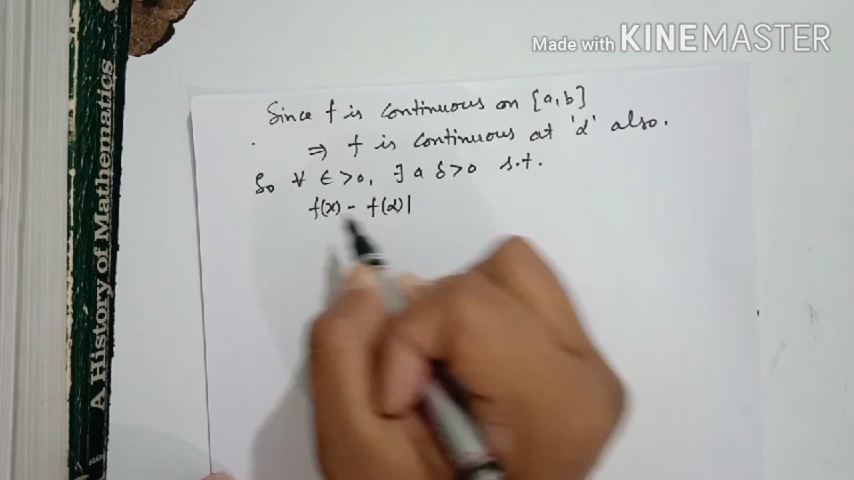 Made with KINEMASTER
A History of Mathematics
Since f is continuous on [a,b]
⇒ f is continuous at 'α' also.
So ∀ ε > 0, ∃ a δ > 0 s.t.
f(x) - f(α)|